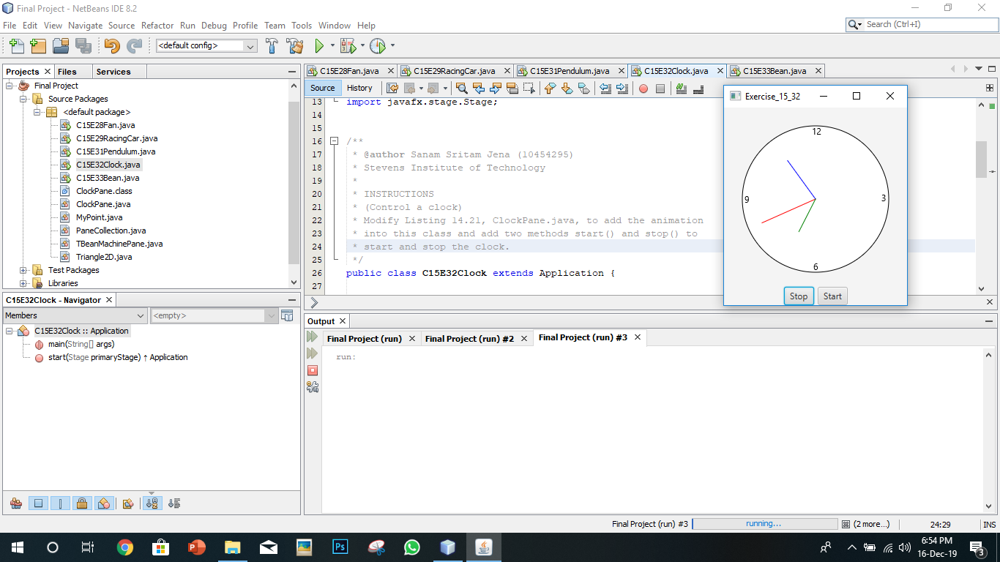 Final Project - NetBeans IDE 8.2
File Edit View Navigate Source Refactor Run Debug Profile Team Tools Window Help
Search (Ctrl+I)
<default config>
Projects Files Services
Final Project
Source Packages
<default package>
C15E28Fan.java
C15E29RacingCar.java
C15E31Pendulum.java
C15E32Clock.java
C15E33Bean.java
ClockPane.class
ClockPane.java
MyPoint.java
PaneCollection.java
TBeanMachinePane.java
Triangle2D.java
Test Packages
Libraries
C15E32Clock - Navigator
Members
<empty>
C15E32Clock :: Application
main(String[] args)
start(Stage primaryStage) ↑ Application
C15E28Fan.java C15E29RacingCar.java C15E31Pendulum.java C15E32Clock.java C15E33Bean.java
Source History
13 import javafx.stage.Stage;
14
15
16 /**
17 * @author Sanam Sritam Jena (10454295)
18 * Stevens Institute of Technology
19 *
20 * INSTRUCTIONS
21 * (Control a clock)
22 * Modify Listing 14.21, ClockPane.java, to add the animation
23 * into this class and add two methods start() and stop() to
24 * start and stop the clock.
25 */
26 public class C15E32Clock extends Application {
27
Exercise_15_32
12
9 3
6
Stop Start
Output
Final Project (run) Final Project (run) #2 Final Project (run) #3
run:
Final Project (run) #3 running... (2 more...) 24:29 INS
6:54 PM
16-Dec-19
3